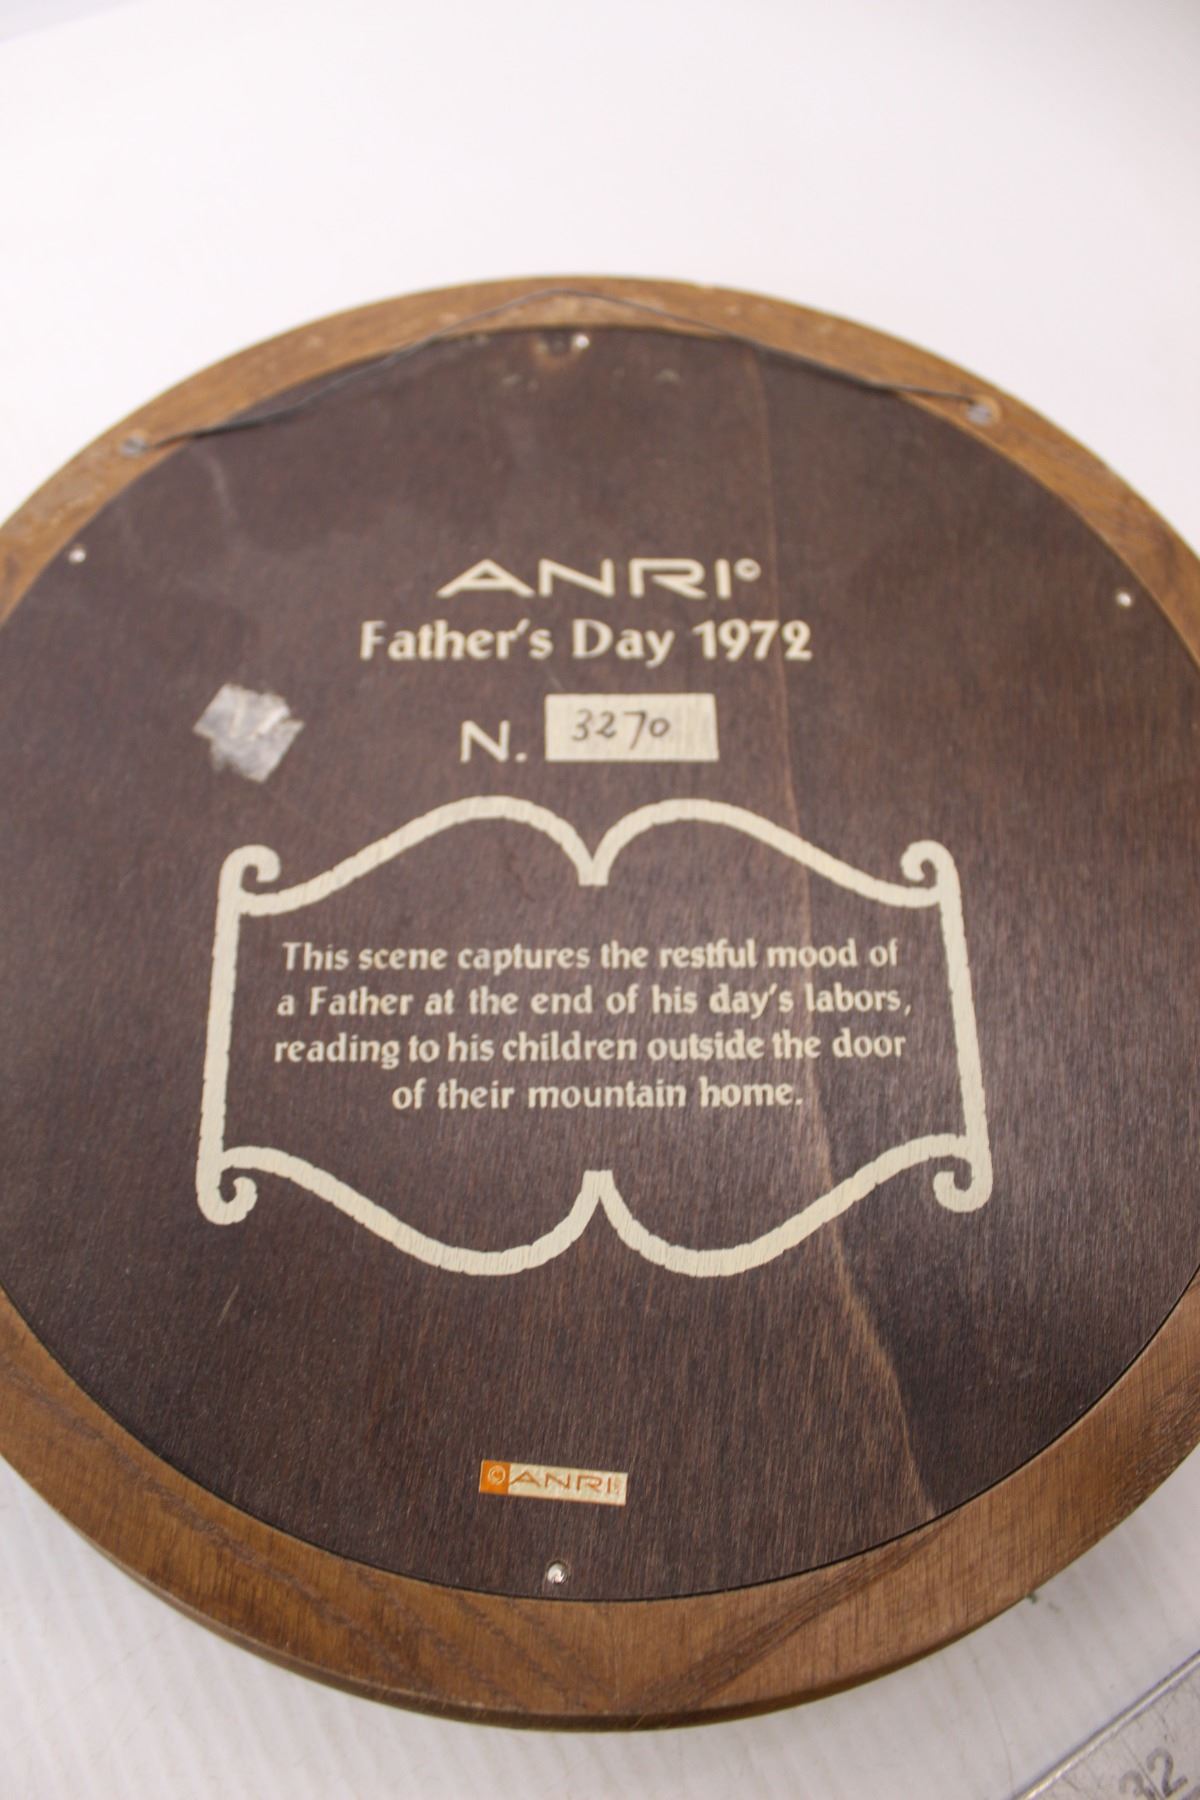 ANRI©
Father's Day 1972
N. 3270
This scene captures the restful mood of
a Father at the end of his day's labors,
reading to his children outside the door
of their mountain home.
© ANRI
32